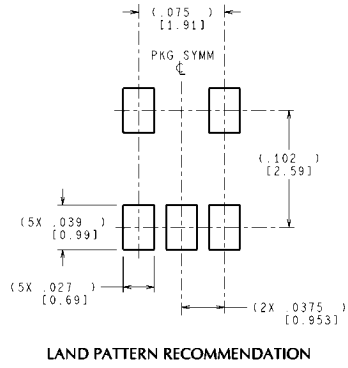 (.075 )
[1.91]
PKG SYMM
℄
(.102 )
[2.59]
(5X .039 )
[0.99]
(5X .027 )
[0.69]
(2X .0375 )
[0.953]
LAND PATTERN RECOMMENDATION